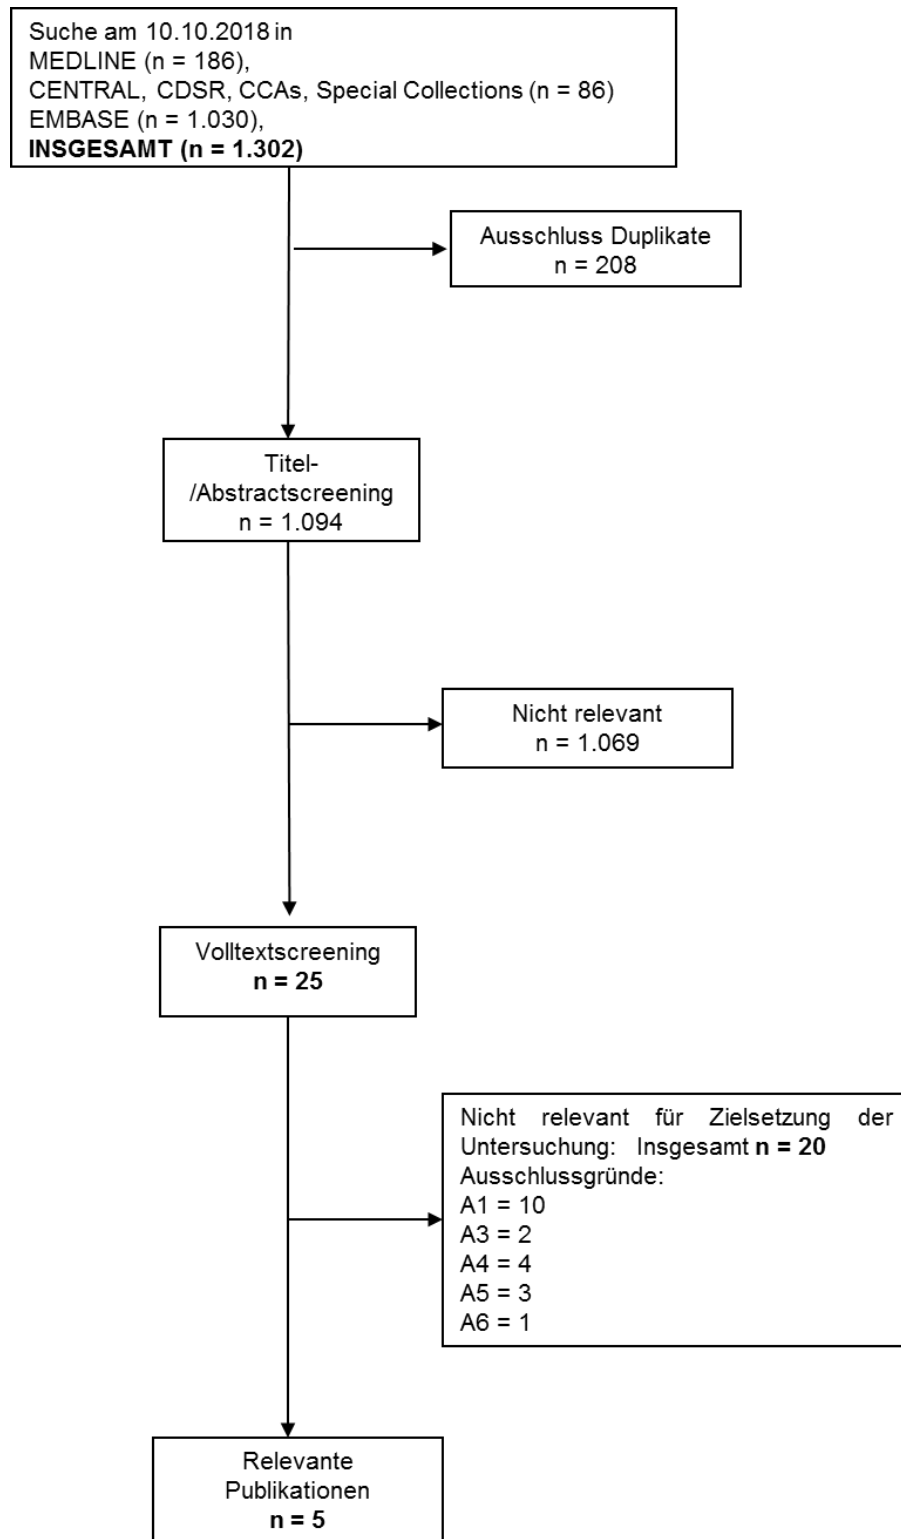 Suche am 10.10.2018 in
MEDLINE (n = 186),
CENTRAL, CDSR, CCAs, Special Collections (n = 86)
EMBASE (n = 1.030),
INSGESAMT (n = 1.302)
Ausschluss Duplikate
n = 208
Titel-
/Abstractscreening
n = 1.094
Nicht relevant
n = 1.069
Volltextscreening
n = 25
Nicht relevant für Zielsetzung der
Untersuchung: Insgesamt n = 20
Ausschlussgründe:
A1 = 10
A3 = 2
A4 = 4
A5 = 3
A6 = 1
Relevante
Publikationen
n = 5